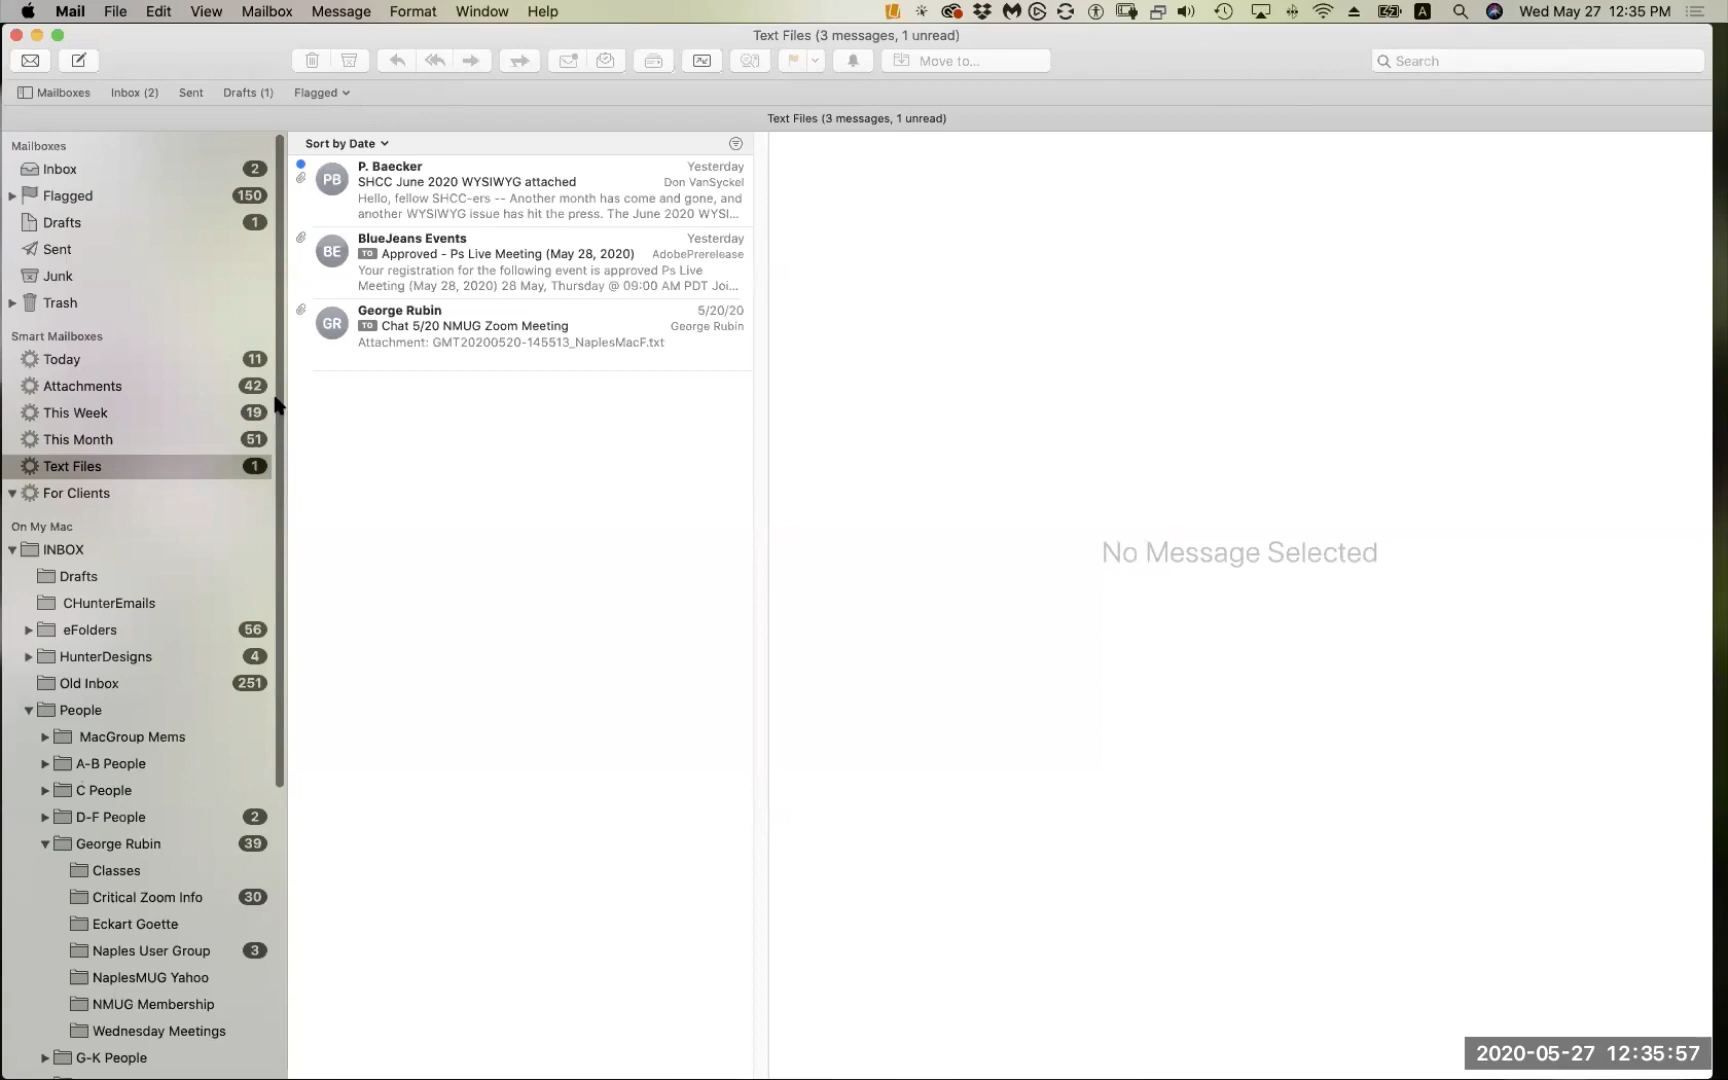 Mail File Edit View Mailbox Message Format Window Help
A
Wed May 27 12:35 PM
Text Files (3 messages, 1 unread)
Move to...
Search
Mailboxes Inbox (2) Sent Drafts (1) Flagged
Text Files (3 messages, 1 unread)
Mailboxes
Inbox 2
Flagged 150
Drafts 1
Sent
Junk
Trash
Smart Mailboxes
Today 11
Attachments 42
This Week 19
This Month 51
Text Files 1
For Clients
On My Mac
INBOX
Drafts
CHunterEmails
eFolders 56
HunterDesigns 4
Old Inbox 251
People
MacGroup Mems
A-B People
C People
D-F People 2
George Rubin 39
Classes
Critical Zoom Info 30
Eckart Goette
Naples User Group 3
NaplesMUG Yahoo
NMUG Membership
Wednesday Meetings
G-K People
Sort by Date
PB
P. Baecker Yesterday
SHCC June 2020 WYSIWYG attached Don VanSyckel
Hello, fellow SHCC-ers -- Another month has come and gone, and
another WYSIWYG issue has hit the press. The June 2020 WYSI...
BE
BlueJeans Events Yesterday
TO Approved - Ps Live Meeting (May 28, 2020) AdobePrerelease
Your registration for the following event is approved Ps Live
Meeting (May 28, 2020) 28 May, Thursday @ 09:00 AM PDT Joi...
GR
George Rubin 5/20/20
TO Chat 5/20 NMUG Zoom Meeting George Rubin
Attachment: GMT20200520-145513_NaplesMacF.txt
No Message Selected
2020-05-27 12:35:57